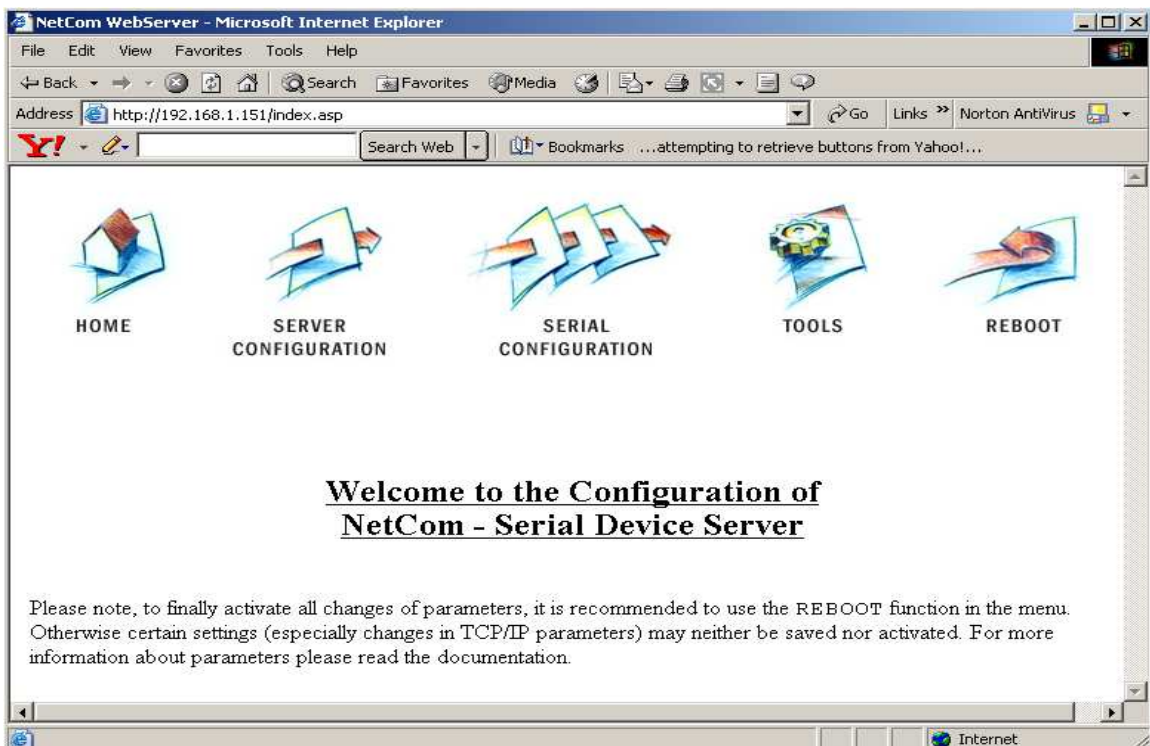 NetCom WebServer - Microsoft Internet Explorer
File Edit View Favorites Tools Help
Back Search Favorites Media
Address http://192.168.1.151/index.asp Go Links » Norton AntiVirus
Y! Search Web Bookmarks ...attempting to retrieve buttons from Yahoo!...
HOME
SERVER
CONFIGURATION
SERIAL
CONFIGURATION
TOOLS
REBOOT
Welcome to the Configuration of
NetCom - Serial Device Server
Please note, to finally activate all changes of parameters, it is recommended to use the REBOOT function in the menu.
Otherwise certain settings (especially changes in TCP/IP parameters) may neither be saved nor activated. For more
information about parameters please read the documentation.
Internet